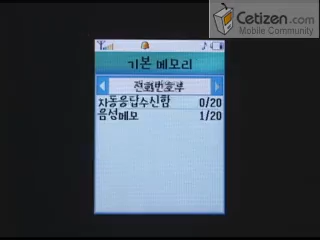 Cetizen.com
Mobile Community
기본 메모리
전화번호부
자동응답수신함 0/20
음성메모 1/20